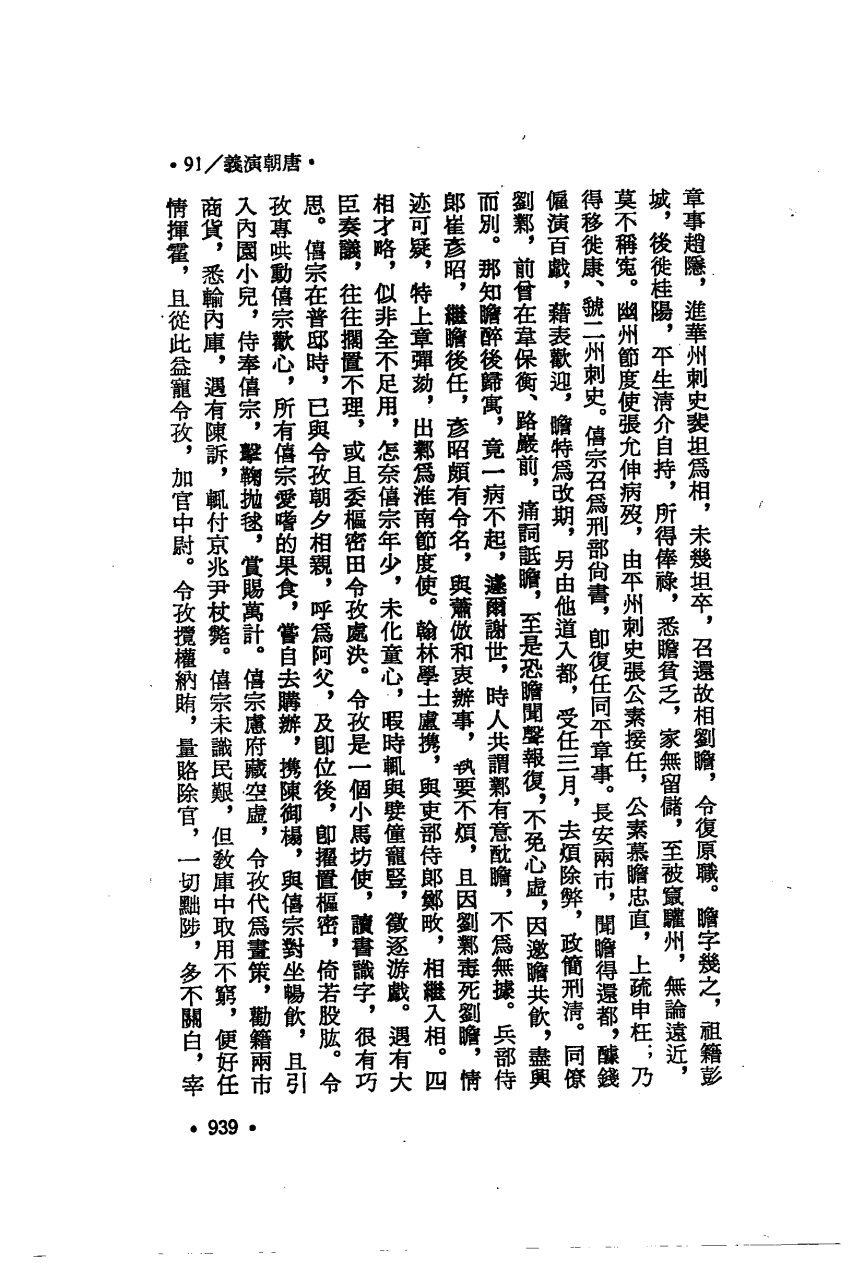 •91／義演朝唐•
章事趙隱，進華州刺史裴坦爲相，未幾坦卒，召還故相劉瞻，令復原職。瞻字幾之，祖籍彭
城，後徙桂陽，平生清介自持，所得俸祿，悉贍貧乏，家無留儲，至被竄驩州，無論遠近，
莫不稱寃。幽州節度使張允伸病歿，由平州刺史張公素接任，公素慕瞻忠直，上疏申枉；乃
得移徙康、虢二州刺史。僖宗召爲刑部尚書，卽復任同平章事。長安兩市，聞瞻得還都，醵錢
僱演百戲，藉表歡迎，瞻特爲改期，另由他道入都，受任三月，去煩除弊，政簡刑清。同僚
劉鄴，前曾在韋保衡、路巖前，痛詞詆瞻，至是恐瞻聞聲報復，不免心虛，因邀瞻共飲，盡興
而別。那知瞻醉後歸寓，竟一病不起，遽爾謝世，時人共謂鄴有意酖瞻，不爲無據。兵部侍
郎崔彥昭，繼瞻後任，彥昭頗有令名，與蕭倣和衷辦事，執要不煩，且因劉鄴毒死劉瞻，情
迹可疑，特上章彈劾，出鄴爲淮南節度使。翰林學士盧携，與吏部侍郎鄭畋，相繼入相。四
相才略，似非全不足用，怎奈僖宗年少，未化童心，暇時輒與嬖僮寵豎，徵逐游戲。遇有大
臣奏議，往往擱置不理，或且委樞密田令孜處決。令孜是一個小馬坊使，讀書識字，很有巧
思。僖宗在普邸時，已與令孜朝夕相親，呼爲阿父，及卽位後，卽擢置樞密，倚若股肱。令
孜專哄動僖宗歡心，所有僖宗愛嗜的果食，嘗自去購辦，携陳御榻，與僖宗對坐暢飲，且引
入內園小兒，侍奉僖宗，擊鞠抛毬，賞賜萬計。僖宗慮府藏空虛，令孜代爲畫策，勸籍兩市
商貨，悉輸內庫，遇有陳訴，輒付京兆尹杖斃。僖宗未識民艱，但教庫中取用不窮，便好任
情揮霍，且從此益寵令孜，加官中尉。令孜攬權納賄，量賂除官，一切黜陟，多不關白，宰
•939•